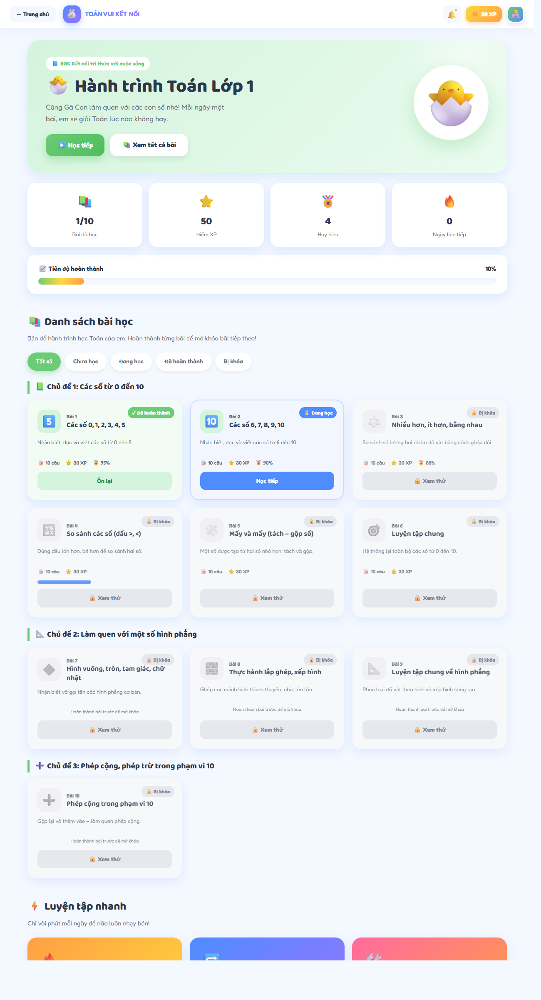 ← Trang chủ
TOÁN VUI KẾT NỐI
50 XP
SGK Kết nối tri thức với cuộc sống
Hành trình Toán Lớp 1
Cùng Gà Con làm quen với các con số nhé! Mỗi ngày một
bài, em sẽ giỏi Toán lúc nào không hay.
Học tiếp
Xem tất cả bài
1/10
Bài đã học
50
Điểm XP
4
Huy hiệu
0
Ngày liên tiếp
Tiến độ hoàn thành
10%
Danh sách bài học
Bản đồ hành trình học Toán của em. Hoàn thành từng bài để mở khóa bài tiếp theo!
Tất cả
Chưa học
Đang học
Đã hoàn thành
Bị khóa
Chủ đề 1: Các số từ 0 đến 10
5
Bài 1
✓ Đã hoàn thành
Các số 0, 1, 2, 3, 4, 5
Nhận biết, đọc và viết các số từ 0 đến 5.
10 câu
30 XP
95%
Ôn lại
10
Bài 2
Đang học
Các số 6, 7, 8, 9, 10
Nhận biết, đọc và viết các số từ 6 đến 10.
10 câu
30 XP
90%
Học tiếp
Bài 3
Bị khóa
Nhiều hơn, ít hơn, bằng nhau
So sánh số lượng hai nhóm đồ vật bằng cách ghép đôi.
10 câu
30 XP
88%
Xem thử
Bài 4
Bị khóa
So sánh các số (dấu >, <)
Dùng dấu lớn hơn, bé hơn để so sánh hai số.
10 câu
30 XP
Xem thử
Bài 5
Bị khóa
Mấy và mấy (tách – gộp số)
Một số được tạo từ hai số nhỏ hơn: tách và gộp.
10 câu
30 XP
Xem thử
Bài 6
Bị khóa
Luyện tập chung
Hệ thống lại toàn bộ các số từ 0 đến 10.
10 câu
30 XP
Xem thử
Chủ đề 2: Làm quen với một số hình phẳng
Bài 7
Bị khóa
Hình vuông, tròn, tam giác, chữ
nhật
Nhận biết và gọi tên các hình phẳng cơ bản.
Hoàn thành bài trước để mở khóa
Xem thử
Bài 8
Bị khóa
Thực hành lắp ghép, xếp hình
Ghép các mảnh hình thành thuyền, nhà, tên lửa...
Hoàn thành bài trước để mở khóa
Xem thử
Bài 9
Bị khóa
Luyện tập chung về hình phẳng
Phân loại đồ vật theo hình và xếp hình sáng tạo.
Hoàn thành bài trước để mở khóa
Xem thử
Chủ đề 3: Phép cộng, phép trừ trong phạm vi 10
Bài 10
Bị khóa
Phép cộng trong phạm vi 10
Gộp lại và thêm vào – làm quen phép cộng.
Hoàn thành bài trước để mở khóa
Xem thử
Luyện tập nhanh
Chỉ vài phút mỗi ngày để não luôn nhạy bén!